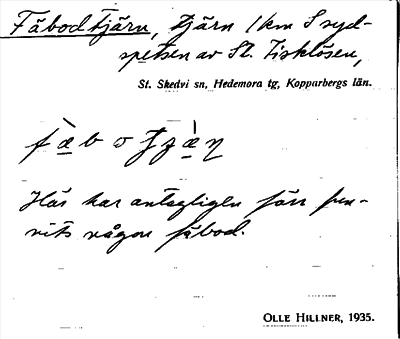 Fäbodtjärn, tjärn 1 km S syd-
spetsen av St. Fisklösen,
St. Skedvi sn, Hedemora tg, Kopparbergs län.
Här har antagligen förr fun-
nits någon fäbod.
OLLE HILLNER, 1935.